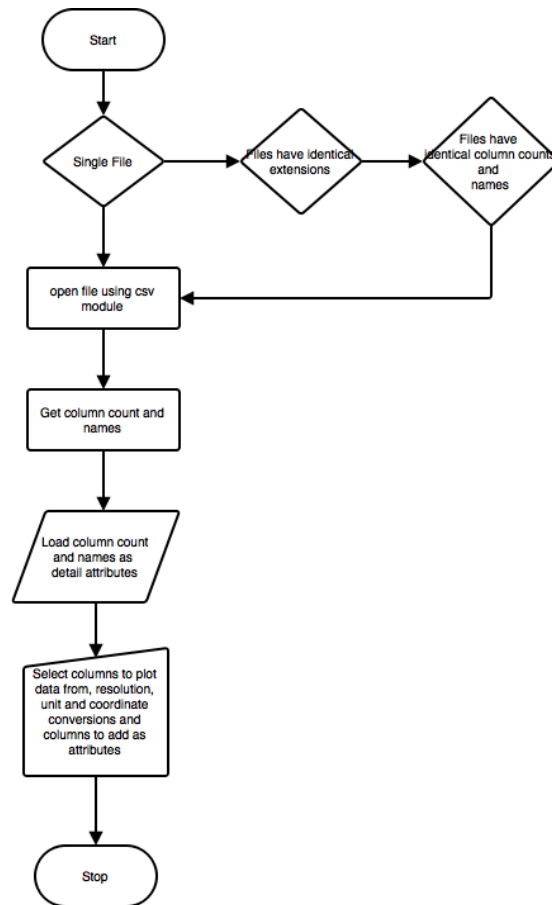 Start
Single File
Files have identical
extensions
Files have
identical column counts
and
names
open file using csv
module
Get column count and
names
Load column count
and names as
detail attributes
Select columns to plot
data from, resolution,
unit and coordinate
conversions and
columns to add as
attributes
Stop